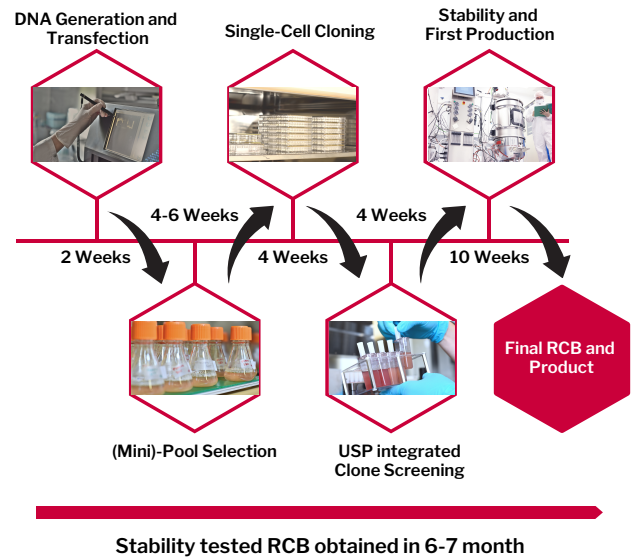 DNA Generation and
Transfection
Single-Cell Cloning
Stability and
First Production
4-6 Weeks
4 Weeks
2 Weeks
4 Weeks
10 Weeks
Final RCB and
Product
(Mini)-Pool Selection
USP integrated
Clone Screening
Stability tested RCB obtained in 6-7 month